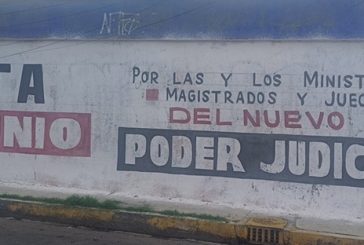 TA
NIO
POR LAS Y LOS MINIST
MAGISTRADOS Y JUEC
DEL NUEVO
PODER JUDIC